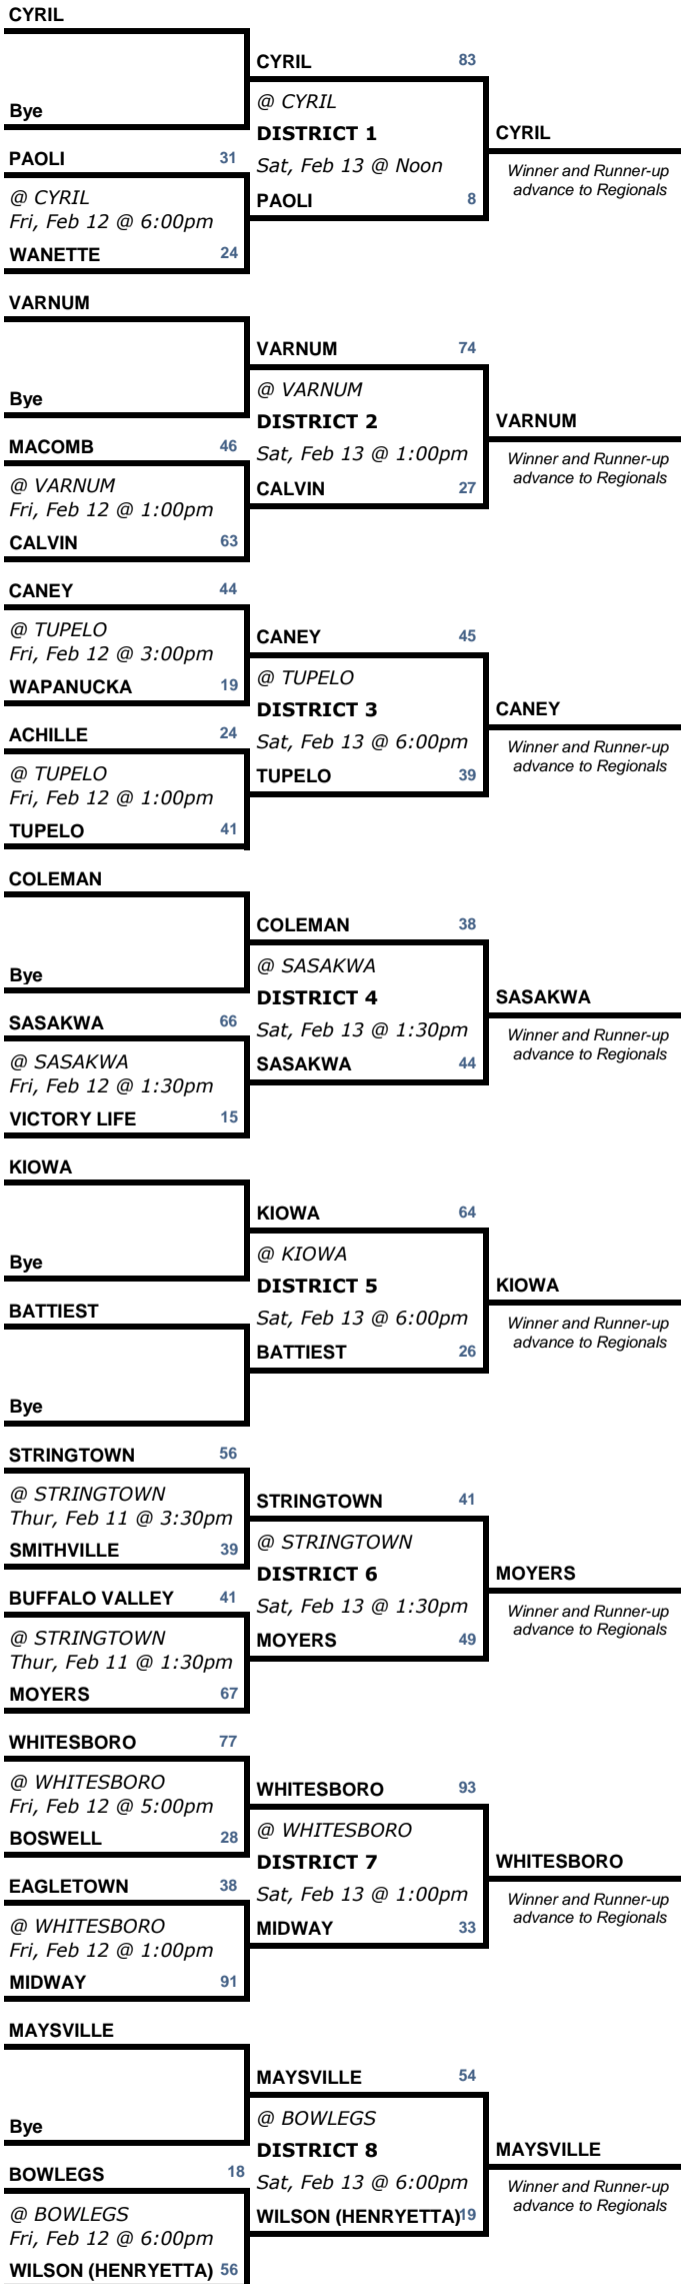 CYRIL
CYRIL 83
@ CYRIL
Bye
DISTRICT 1
CYRIL
PAOLI 31
Sat, Feb 13 @ Noon
Winner and Runner-up
advance to Regionals
@ CYRIL
PAOLI 8
Fri, Feb 12 @ 6:00pm
WANETTE 24
VARNUM
VARNUM 74
@ VARNUM
Bye
DISTRICT 2
VARNUM
MACOMB 46
Sat, Feb 13 @ 1:00pm
Winner and Runner-up
advance to Regionals
@ VARNUM
CALVIN 27
Fri, Feb 12 @ 1:00pm
CALVIN 63
CANEY 44
@ TUPELO
CANEY 45
Fri, Feb 12 @ 3:00pm
@ TUPELO
WAPANUCKA 19
DISTRICT 3
CANEY
ACHILLE 24
Sat, Feb 13 @ 6:00pm
Winner and Runner-up
advance to Regionals
@ TUPELO
TUPELO 39
Fri, Feb 12 @ 1:00pm
TUPELO 41
COLEMAN
COLEMAN 38
@ SASAKWA
Bye
DISTRICT 4
SASAKWA
SASAKWA 66
Sat, Feb 13 @ 1:30pm
Winner and Runner-up
advance to Regionals
@ SASAKWA
SASAKWA 44
Fri, Feb 12 @ 1:30pm
VICTORY LIFE 15
KIOWA
KIOWA 64
@ KIOWA
Bye
DISTRICT 5
KIOWA
BATTIEST
Sat, Feb 13 @ 6:00pm
Winner and Runner-up
advance to Regionals
BATTIEST 26
Bye
STRINGTOWN 56
@ STRINGTOWN
STRINGTOWN 41
Thur, Feb 11 @ 3:30pm
@ STRINGTOWN
SMITHVILLE 39
DISTRICT 6
MOYERS
BUFFALO VALLEY 41
Sat, Feb 13 @ 1:30pm
Winner and Runner-up
advance to Regionals
@ STRINGTOWN
MOYERS 49
Thur, Feb 11 @ 1:30pm
MOYERS 67
WHITESBORO 77
@ WHITESBORO
WHITESBORO 93
Fri, Feb 12 @ 5:00pm
@ WHITESBORO
BOSWELL 28
DISTRICT 7
WHITESBORO
EAGLETOWN 38
Sat, Feb 13 @ 1:00pm
Winner and Runner-up
advance to Regionals
@ WHITESBORO
MIDWAY 33
Fri, Feb 12 @ 1:00pm
MIDWAY 91
MAYSVILLE
MAYSVILLE 54
@ BOWLEGS
Bye
DISTRICT 8
MAYSVILLE
BOWLEGS 18
Sat, Feb 13 @ 6:00pm
Winner and Runner-up
advance to Regionals
@ BOWLEGS
WILSON (HENRYETTA) 19
Fri, Feb 12 @ 6:00pm
WILSON (HENRYETTA) 56